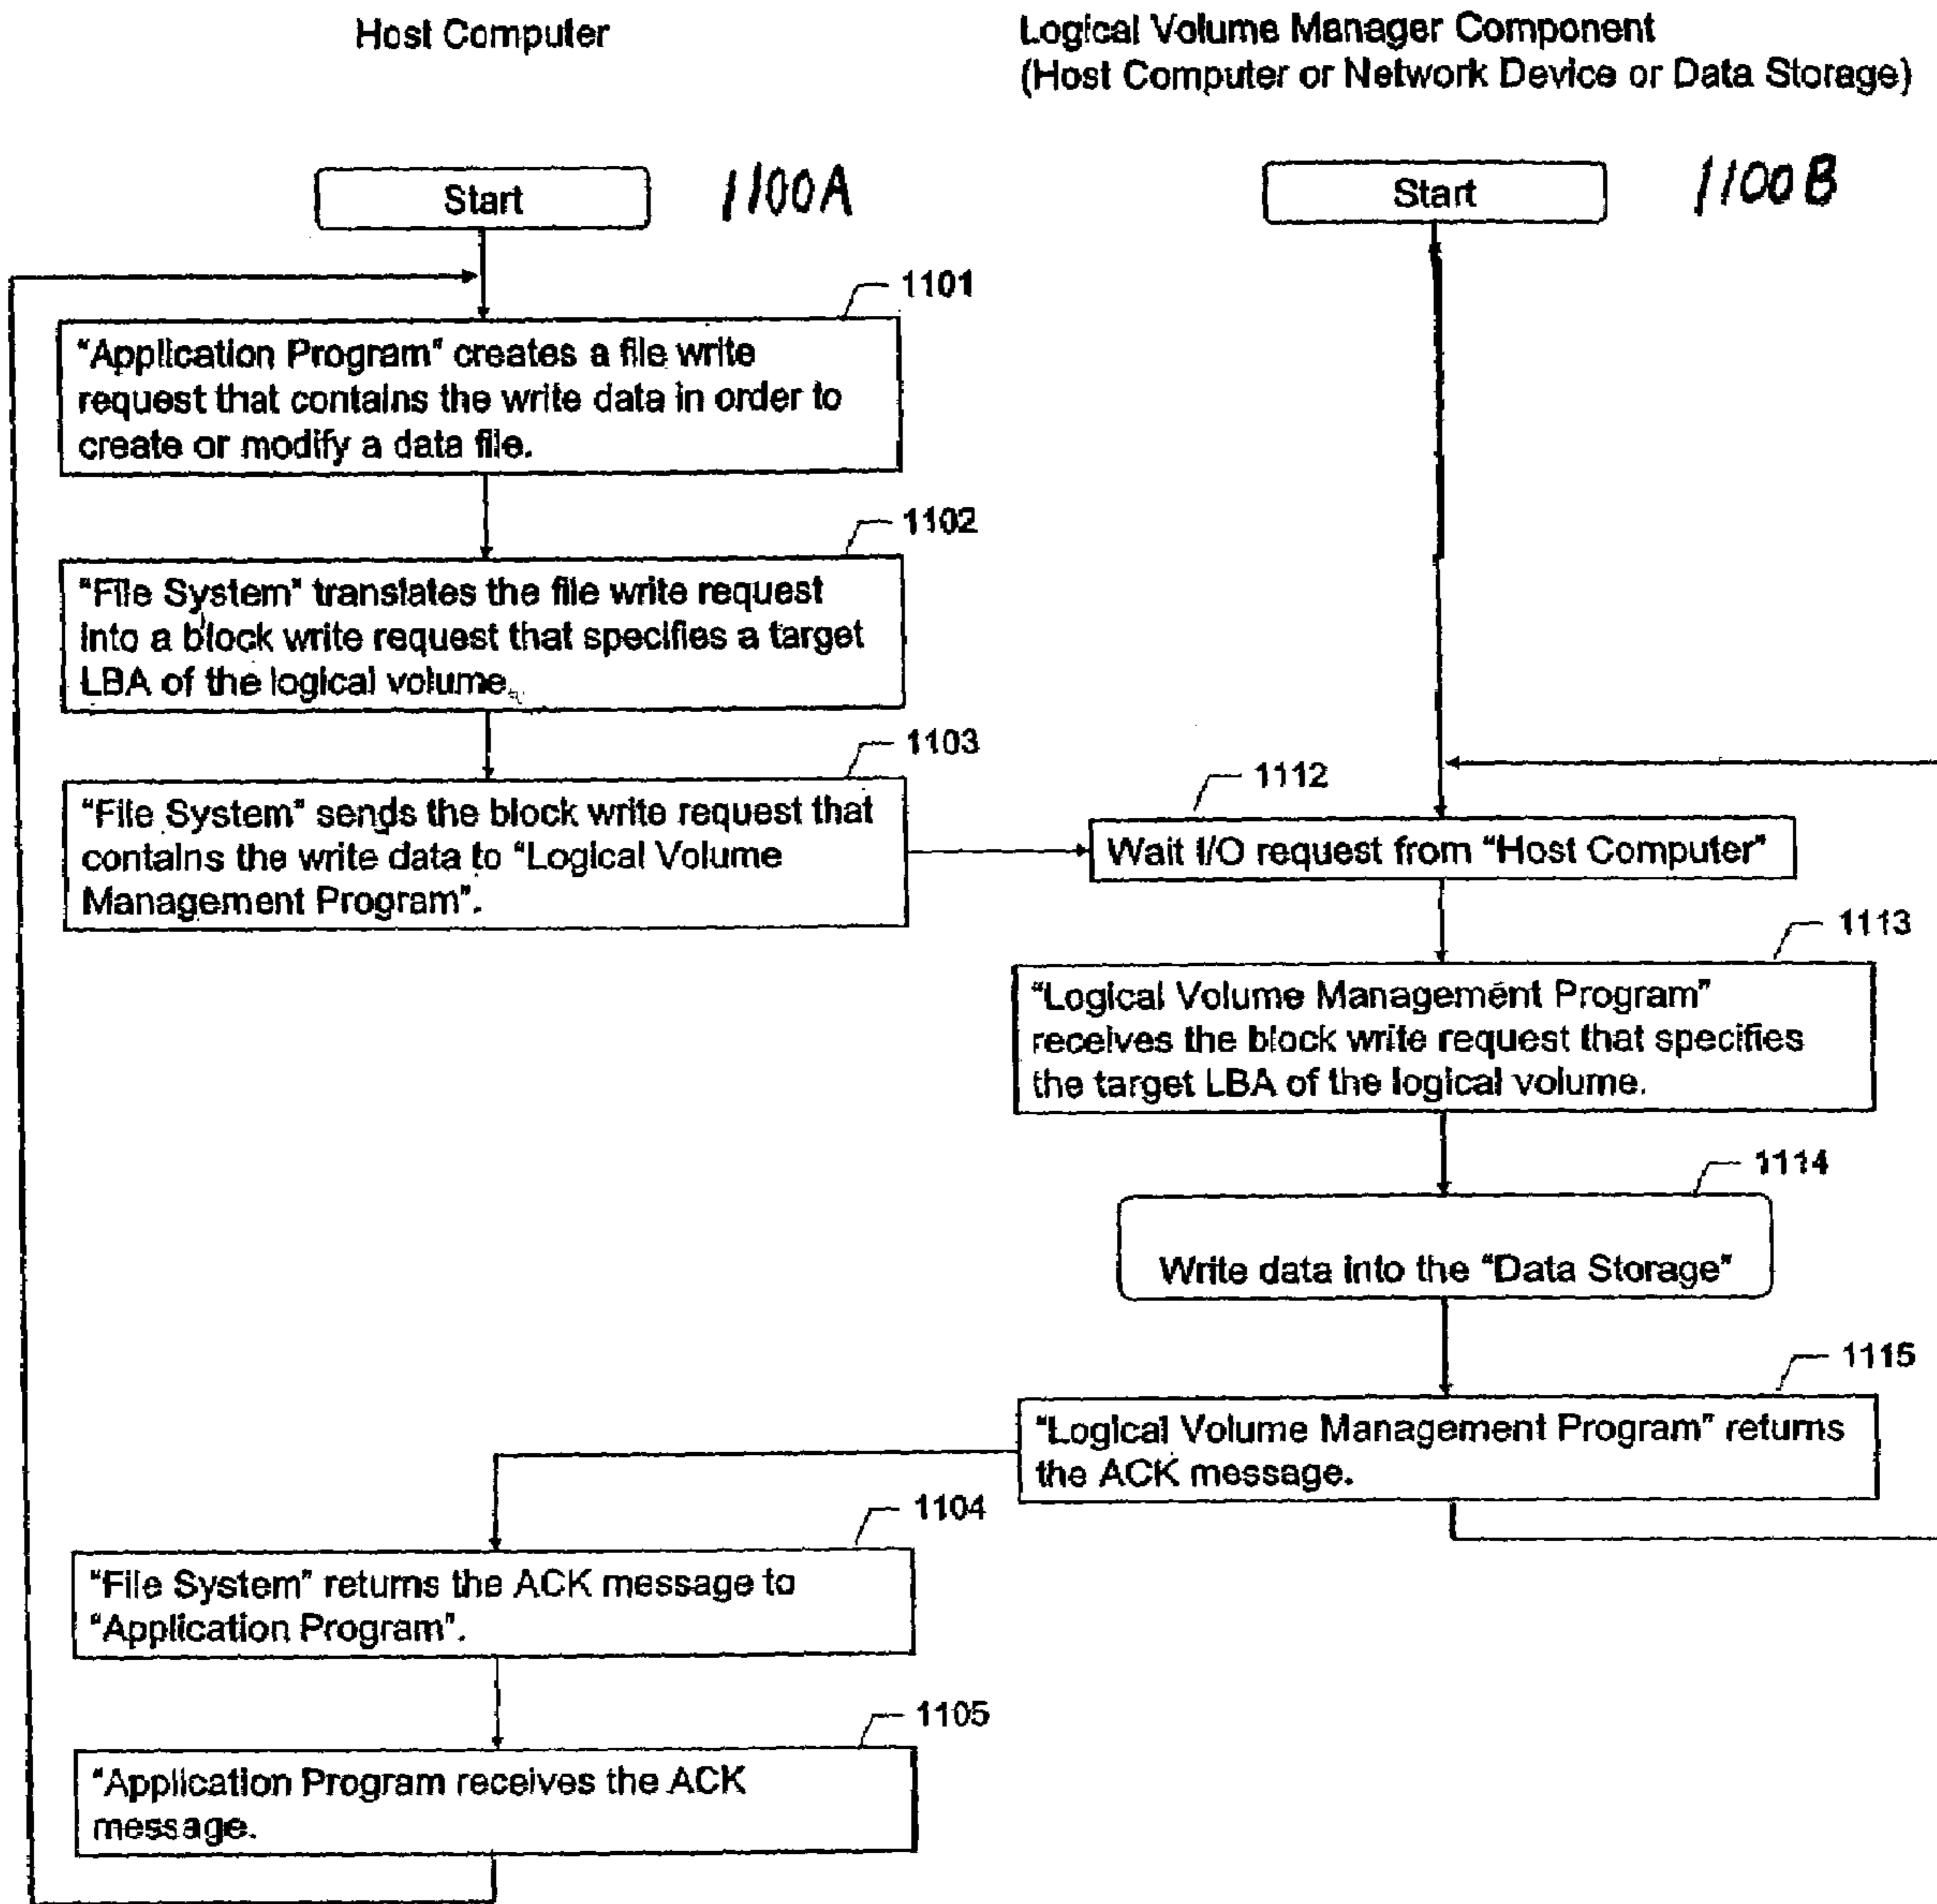 Host Computer
Logical Volume Manager Component
(Host Computer or Network Device or Data Storage)
Start
1100A
Start
1100B
1101
"Application Program" creates a file write
request that contains the write data in order to
create or modify a data file.
1102
"File System" translates the file write request
into a block write request that specifies a target
LBA of the logical volume.
1103
"File System" sends the block write request that
contains the write data to "Logical Volume
Management Program".
1112
Wait I/O request from "Host Computer"
1113
"Logical Volume Management Program"
receives the block write request that specifies
the target LBA of the logical volume.
1114
Write data into the "Data Storage"
1115
"Logical Volume Management Program" returns
the ACK message.
1104
"File System" returns the ACK message to
"Application Program".
1105
"Application Program receives the ACK
message.